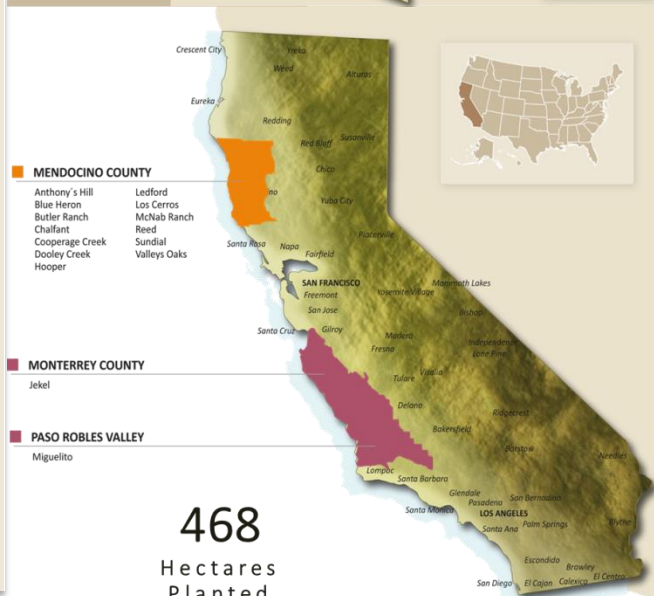 Crescent City
Yreka
Weed
Alturas
Eureka
Redding
Red Bluff
Susanville
Chico
Yuba City
MENDOCINO COUNTY
Anthony´s Hill
Blue Heron
Butler Ranch
Chalfant
Cooperage Creek
Dooley Creek
Hooper
Ledford
Los Cerros
McNab Ranch
Reed
Sundial
Valleys Oaks
no
Placerville
Santa Rosa
Napa
Fairfield
SAN FRANCISCO
Freemont
San Jose
Yosemite Village
Mammoth Lakes
Bishop
Santa Cruz
Gilroy
Madera
Fresno
Independence
Lone Pine
MONTERREY COUNTY
Jekel
Visalia
Tulare
Delano
Ridgecrest
Bakersfield
PASO ROBLES VALLEY
Miguelito
Barstow
Needles
Lompoc
Santa Barbara
Glendale
Pasadena
San Bernardino
Santa Monica
LOS ANGELES
Santa Ana
Palm Springs
Blythe
468
Hectares
Planted
Escondido
Brawley
San Diego
El Cajon
Calexico
El Centro